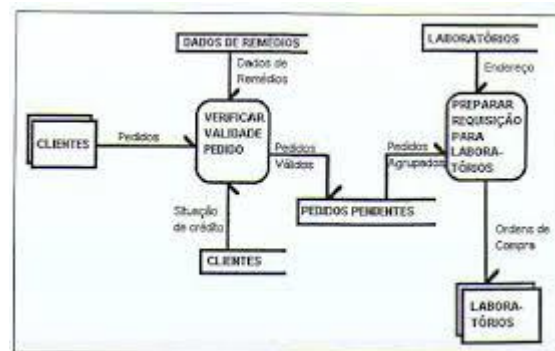 DADOS DE REMÉDIOS
Dados de
Remédios
LABORATÓRIOS
Endereço
CLIENTES
Pedidos
VERIFICAR
VALIDADE
PEDIGO
Pedidos
Válidos
Pedidos
Agrupados
PREPARAR
REQUISIÇÃO
PARA
LABORA-
TÓRIOS
PEDIDOS PENDENTES
Situação
de crédito
CLIENTES
Ordens de
Compra
LABORA-
TÓRIOS